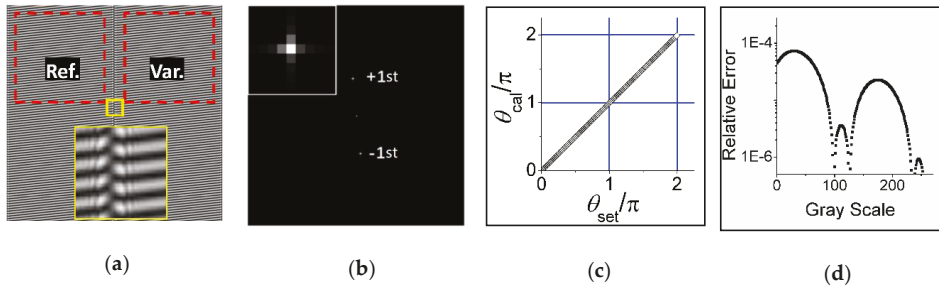 Ref.
Var.
(a)
+1st
-1st
(b)
θcal/π
2
1
0
0
1
2
θset/π
(c)
Relative Error
1E-4
1E-6
0
100
200
Gray Scale
(d)